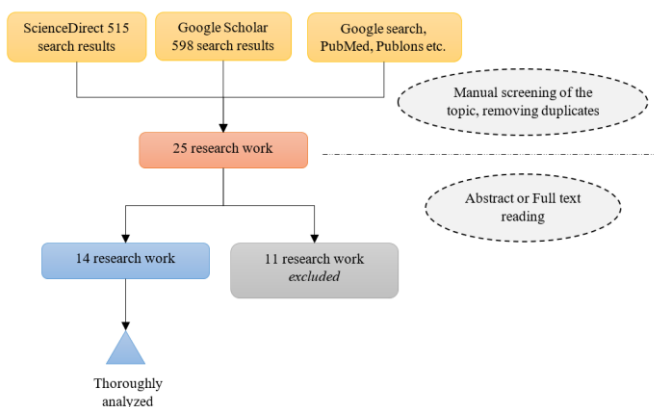 ScienceDirect 515
search results
Google Scholar
598 search results
Google search,
PubMed, Publons etc.
Manual screening of the
topic, removing duplicates
25 research work
Abstract or Full text
reading
14 research work
11 research work
excluded
Thoroughly
analyzed